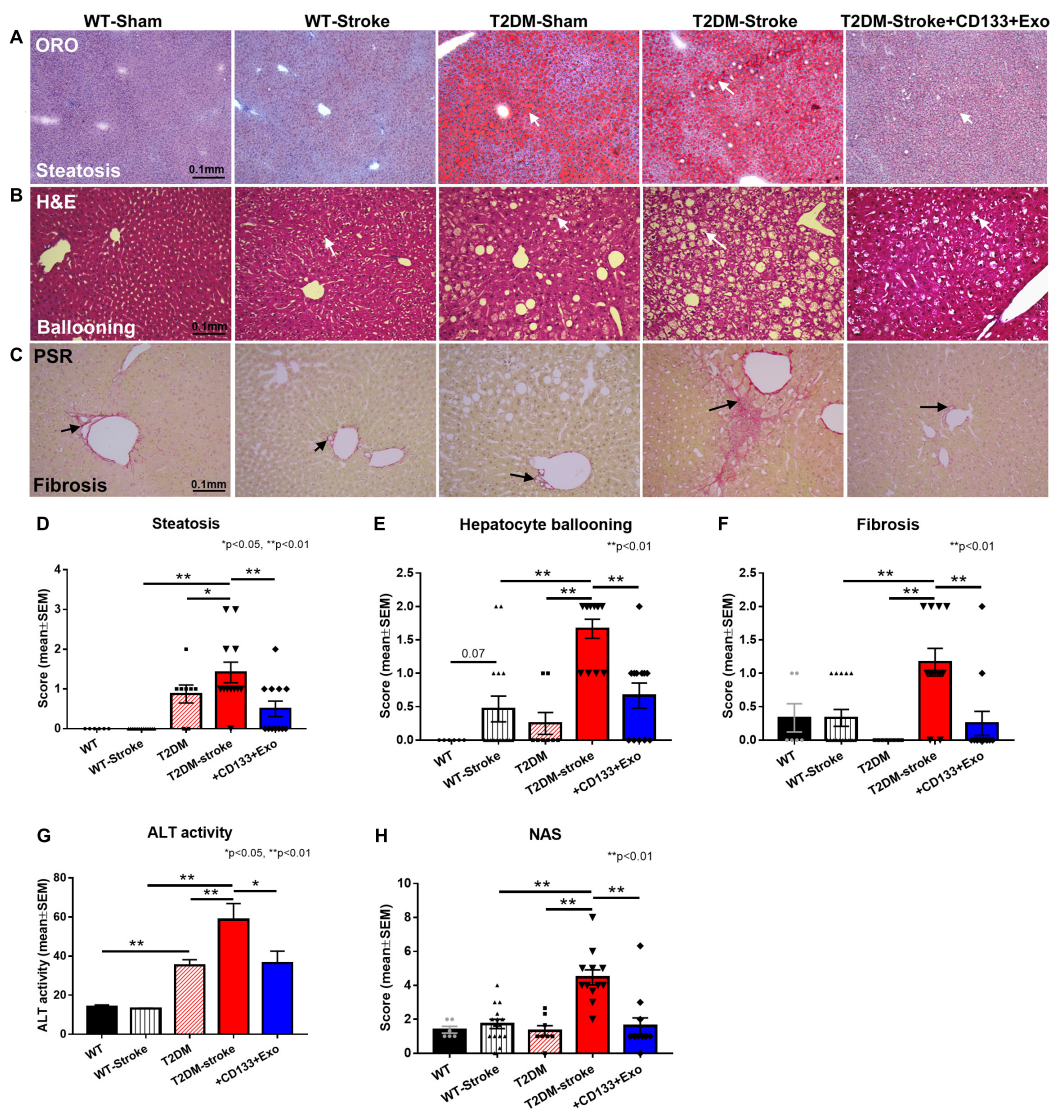 WT-Sham WT-Stroke T2DM-Sham T2DM-Stroke T2DM-Stroke+CD133+Exo
A ORO
Steatosis 0.1mm
B H&E
Ballooning 0.1mm
C PSR
Fibrosis 0.1mm
D Steatosis
*p<0.05, **p<0.01
Score (mean±SEM)
4
3
2
1
0
** **
*
WT WT-Stroke T2DM T2DM-stroke +CD133+Exo
E Hepatocyte ballooning
**p<0.01
Score (mean±SEM)
2.5
2.0
1.5
1.0
0.5
0.0
** **
**
0.07
WT WT-Stroke T2DM T2DM-stroke +CD133+Exo
F Fibrosis
**p<0.01
Score (mean±SEM)
2.5
2.0
1.5
1.0
0.5
0.0
** **
**
WT WT-Stroke T2DM T2DM-stroke +CD133+Exo
G ALT activity
*p<0.05, **p<0.01
ALT activity (mean±SEM)
80
60
40
20
0
** *
**
**
WT WT-Stroke T2DM T2DM-stroke +CD133+Exo
H NAS
**p<0.01
Score (mean±SEM)
10
8
6
4
2
0
** **
**
WT WT-Stroke T2DM T2DM-stroke +CD133+Exo